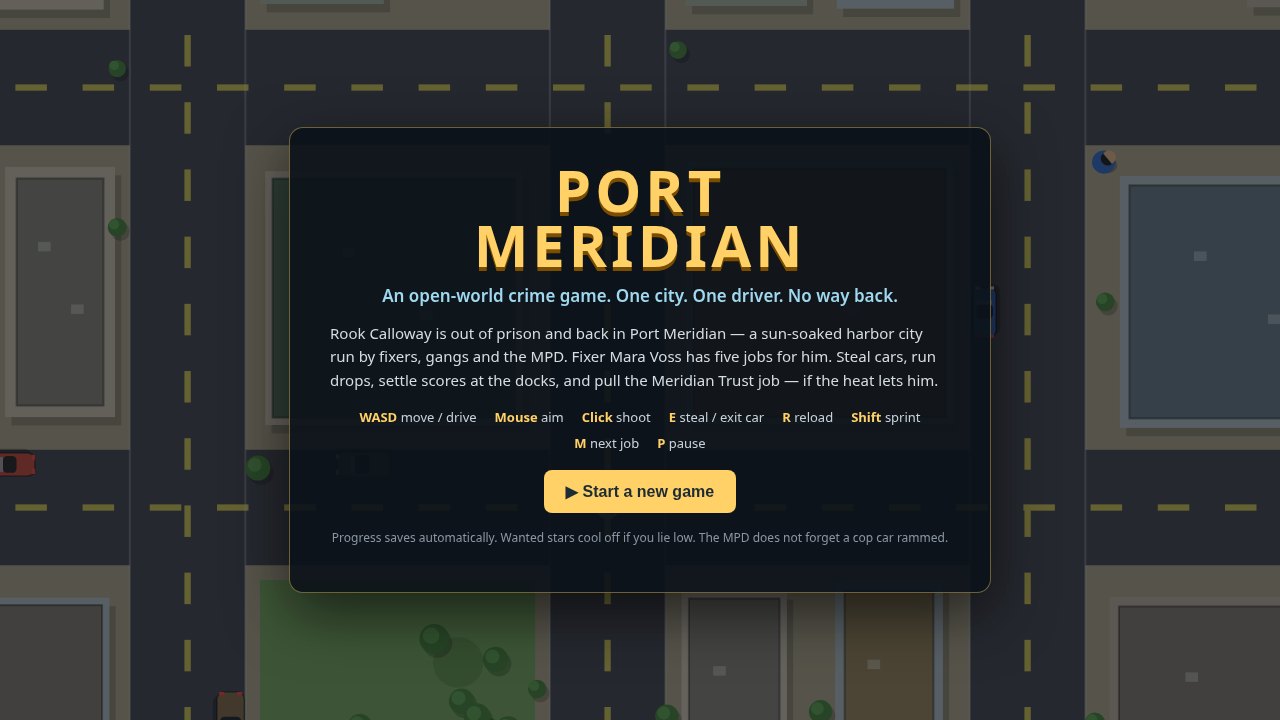 PORT
MERIDIAN
An open-world crime game. One city. One driver. No way back.
Rook Calloway is out of prison and back in Port Meridian — a sun-soaked harbor city
run by fixers, gangs and the MPD. Fixer Mara Voss has five jobs for him. Steal cars, run
drops, settle scores at the docks, and pull the Meridian Trust job — if the heat lets him.
WASD move / drive Mouse aim Click shoot E steal / exit car R reload Shift sprint
M next job P pause
▶ Start a new game
Progress saves automatically. Wanted stars cool off if you lie low. The MPD does not forget a cop car rammed.